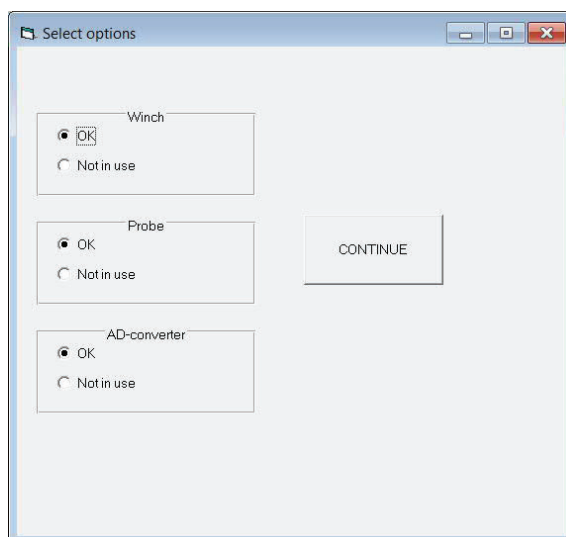 Select options
Winch
OK
Not in use
Probe
OK
Not in use
CONTINUE
AD-converter
OK
Not in use